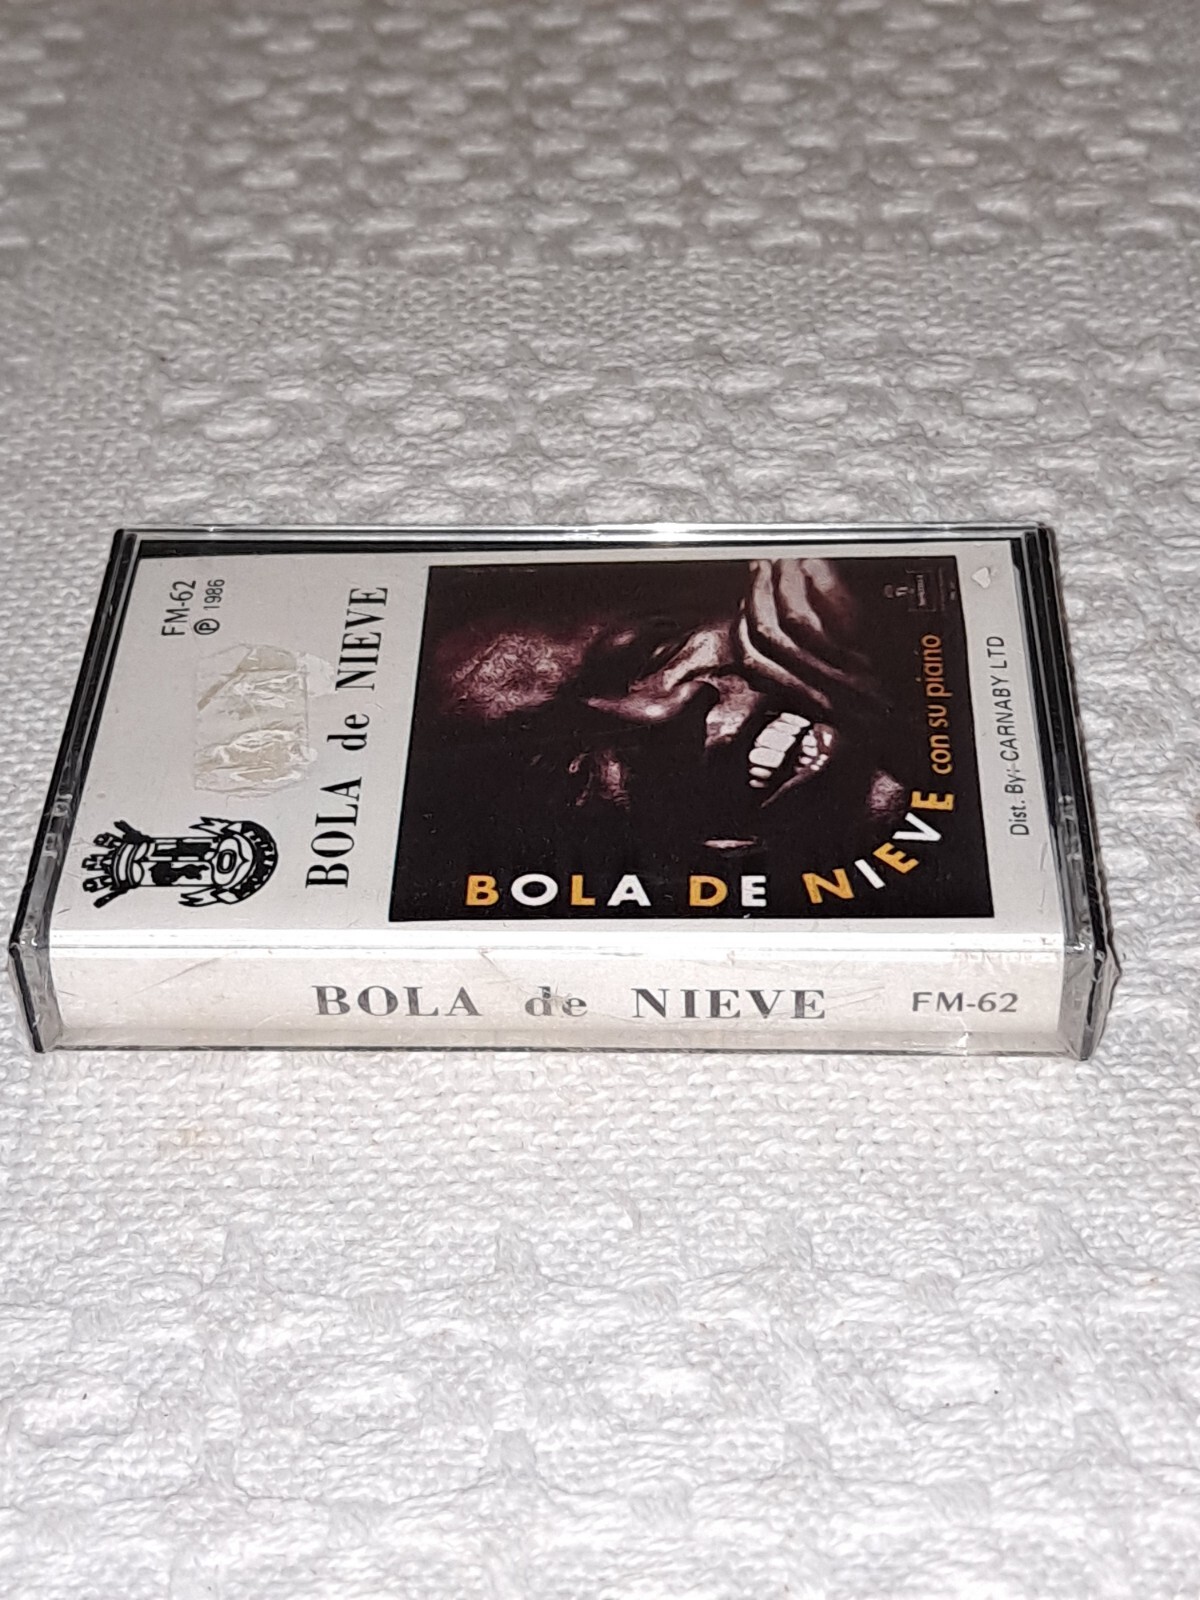 FM-62
℗ 1986
BOLA de NIEVE
BOLA DE NIEVE con su piano
Dist. By: CARNABY LTD
BOLA de NIEVE FM-62